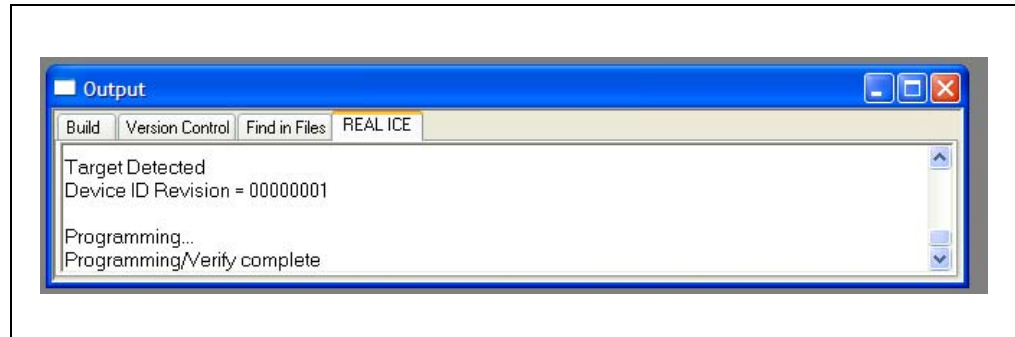 Output
Build Version Control Find in Files REAL ICE
Target Detected
Device ID Revision = 00000001
Programming...
Programming/Verify complete